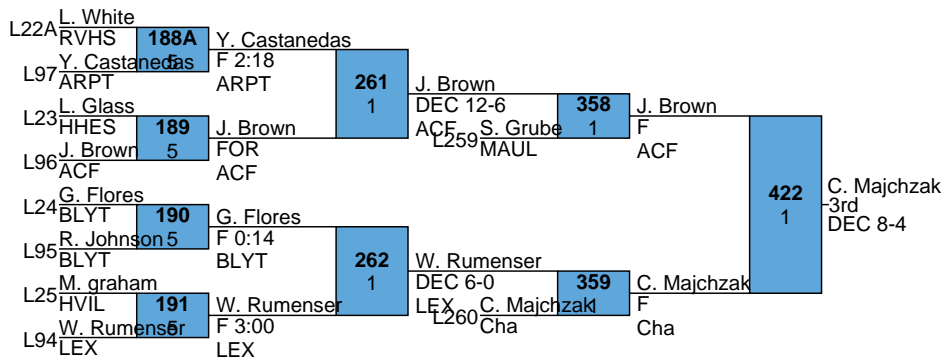 L22A
L. White
RVHS
188A
5
L97
Y. Castanedas
ARPT
Y. Castanedas
F 2:18
ARPT
L23
L. Glass
HHES
189
5
L96
J. Brown
ACF
J. Brown
FOR
ACF
261
1
J. Brown
DEC 12-6
ACF
L259
S. Grube
MAUL
358
1
J. Brown
F
ACF
L24
G. Flores
BLYT
190
5
L95
R. Johnson
BLYT
G. Flores
F 0:14
BLYT
L25
M. graham
HVIL
191
5
L94
W. Rumenser
LEX
W. Rumenser
F 3:00
LEX
262
1
W. Rumenser
DEC 6-0
LEX
L260
C. Majchzak
Cha
359
1
C. Majchzak
F
Cha
422
1
C. Majchzak
3rd
DEC 8-4